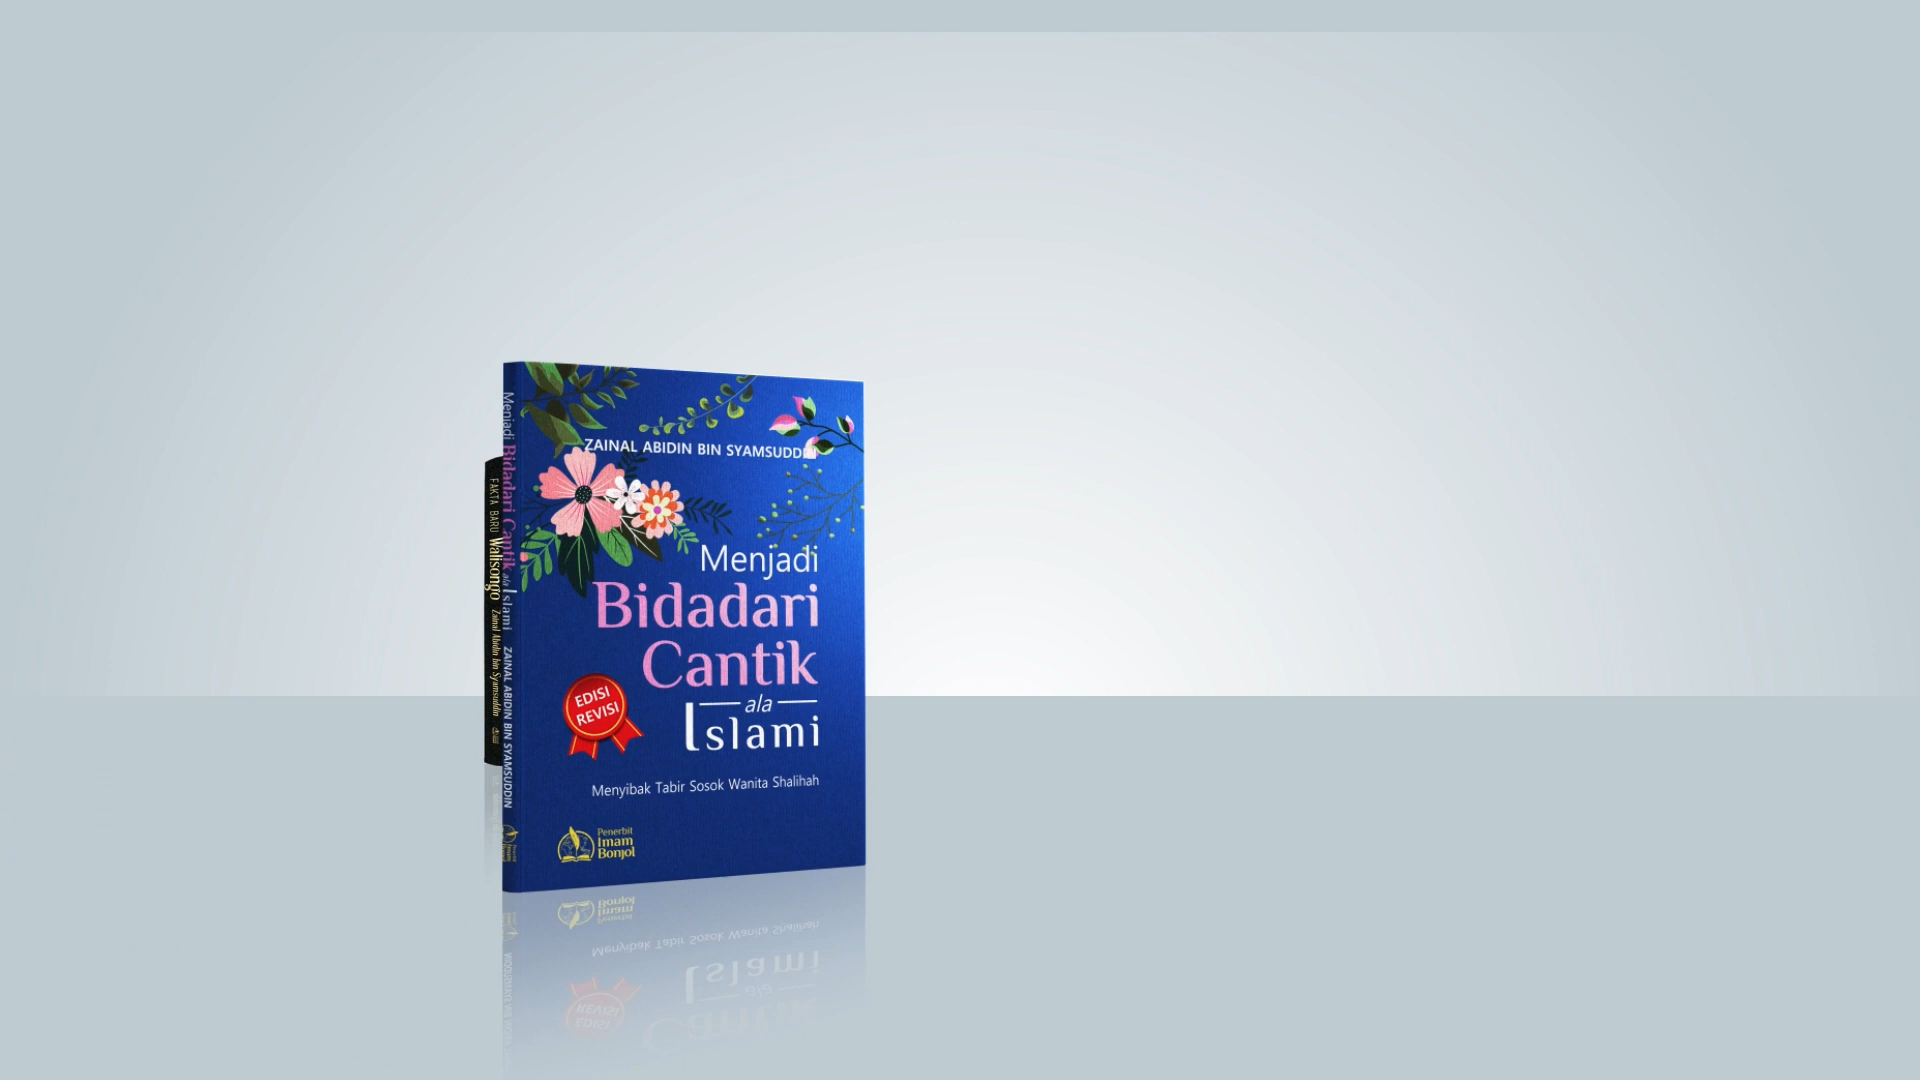 ZAINAL ABIDIN BIN SYAMSUDDIN
Menjadi
Bidadari
Cantik
ala
Islami
EDISI
REVISI
Menyibak Tabir Sosok Wanita Shalihah
Penerbit
Imam
Bonjol
Menjadi Bidadari Cantik ala Islami ZAINAL ABIDIN BIN SYAMSUDDIN
FAKTA BARU Walisongo Zainal Abidin bin Syamsuddin